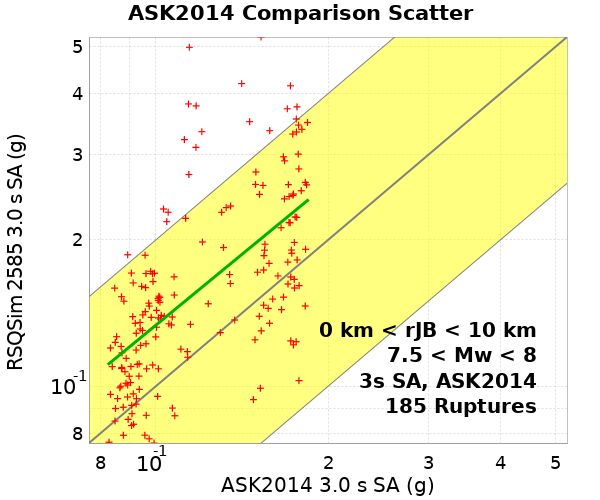 ASK2014 Comparison Scatter
RSQSim 2585 3.0 s SA (g)
5
4
3
2
10-1
8
0 km < rJB < 10 km
7.5 < Mw < 8
3s SA, ASK2014
185 Ruptures
8 10-1 2 3 4 5
ASK2014 3.0 s SA (g)